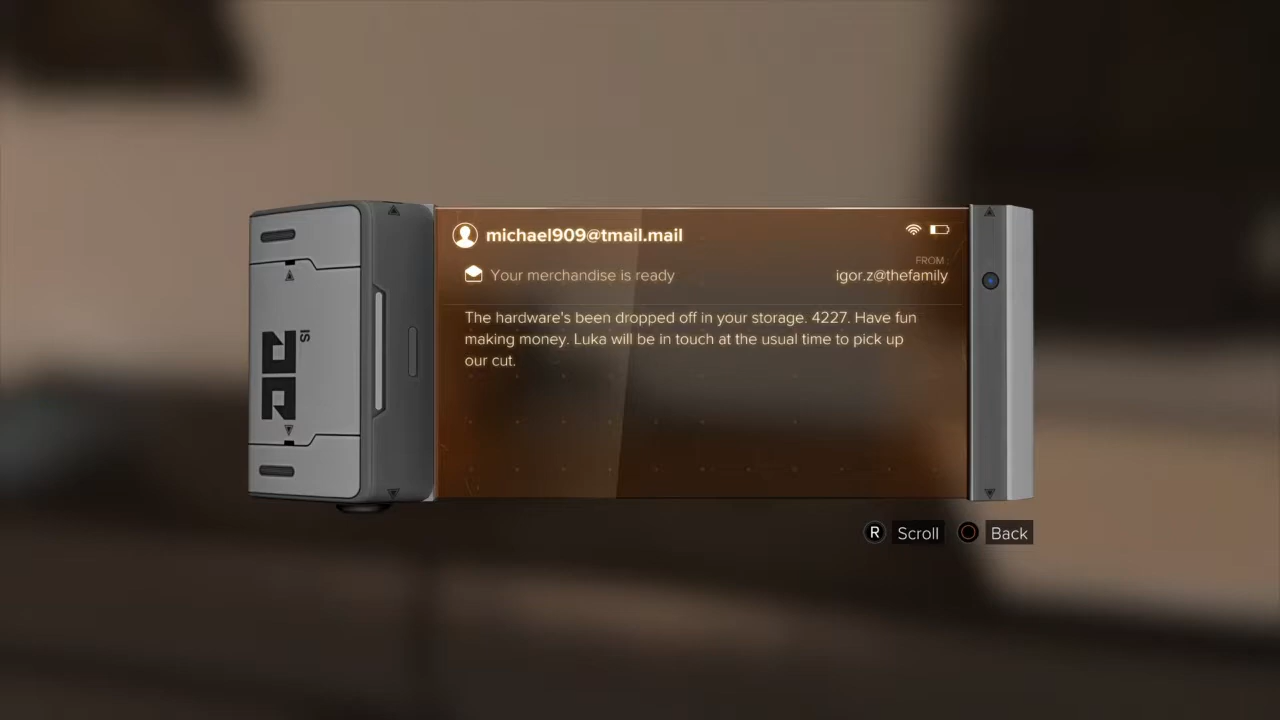 michael909@tmail.mail
FROM :
Your merchandise is ready
igor.z@thefamily
The hardware's been dropped off in your storage. 4227. Have fun
making money. Luka will be in touch at the usual time to pick up
our cut.
IS
R Scroll Back